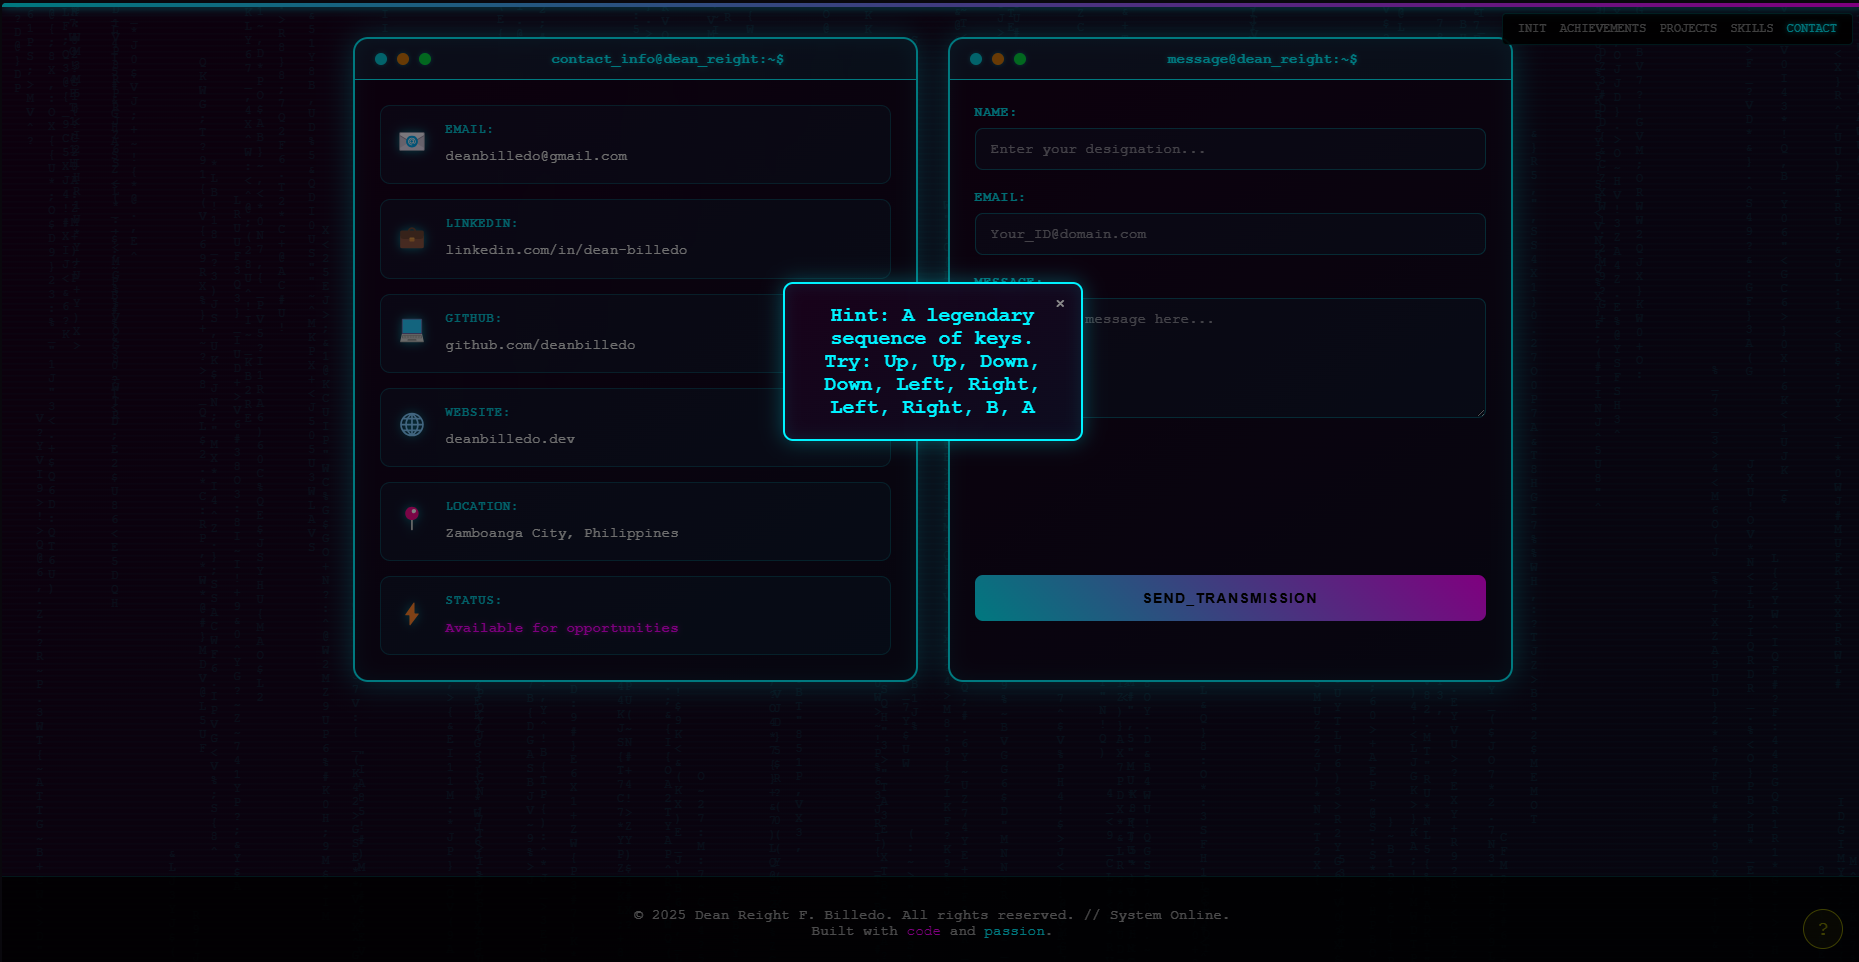 INIT ACHIEVEMENTS PROJECTS SKILLS CONTACT
contact_info@dean_reight:~$
EMAIL:
deanbilledo@gmail.com
LINKEDIN:
linkedin.com/in/dean-billedo
GITHUB:
github.com/deanbilledo
WEBSITE:
deanbilledo.dev
LOCATION:
Zamboanga City, Philippines
STATUS:
Available for opportunities
message@dean_reight:~$
NAME:
Enter your designation...
EMAIL:
Your_ID@domain.com
MESSAGE:
message here...
SEND_TRANSMISSION
×
Hint: A legendary
sequence of keys.
Try: Up, Up, Down,
Down, Left, Right,
Left, Right, B, A
© 2025 Dean Reight F. Billedo. All rights reserved. // System Online.
Built with code and passion.
?